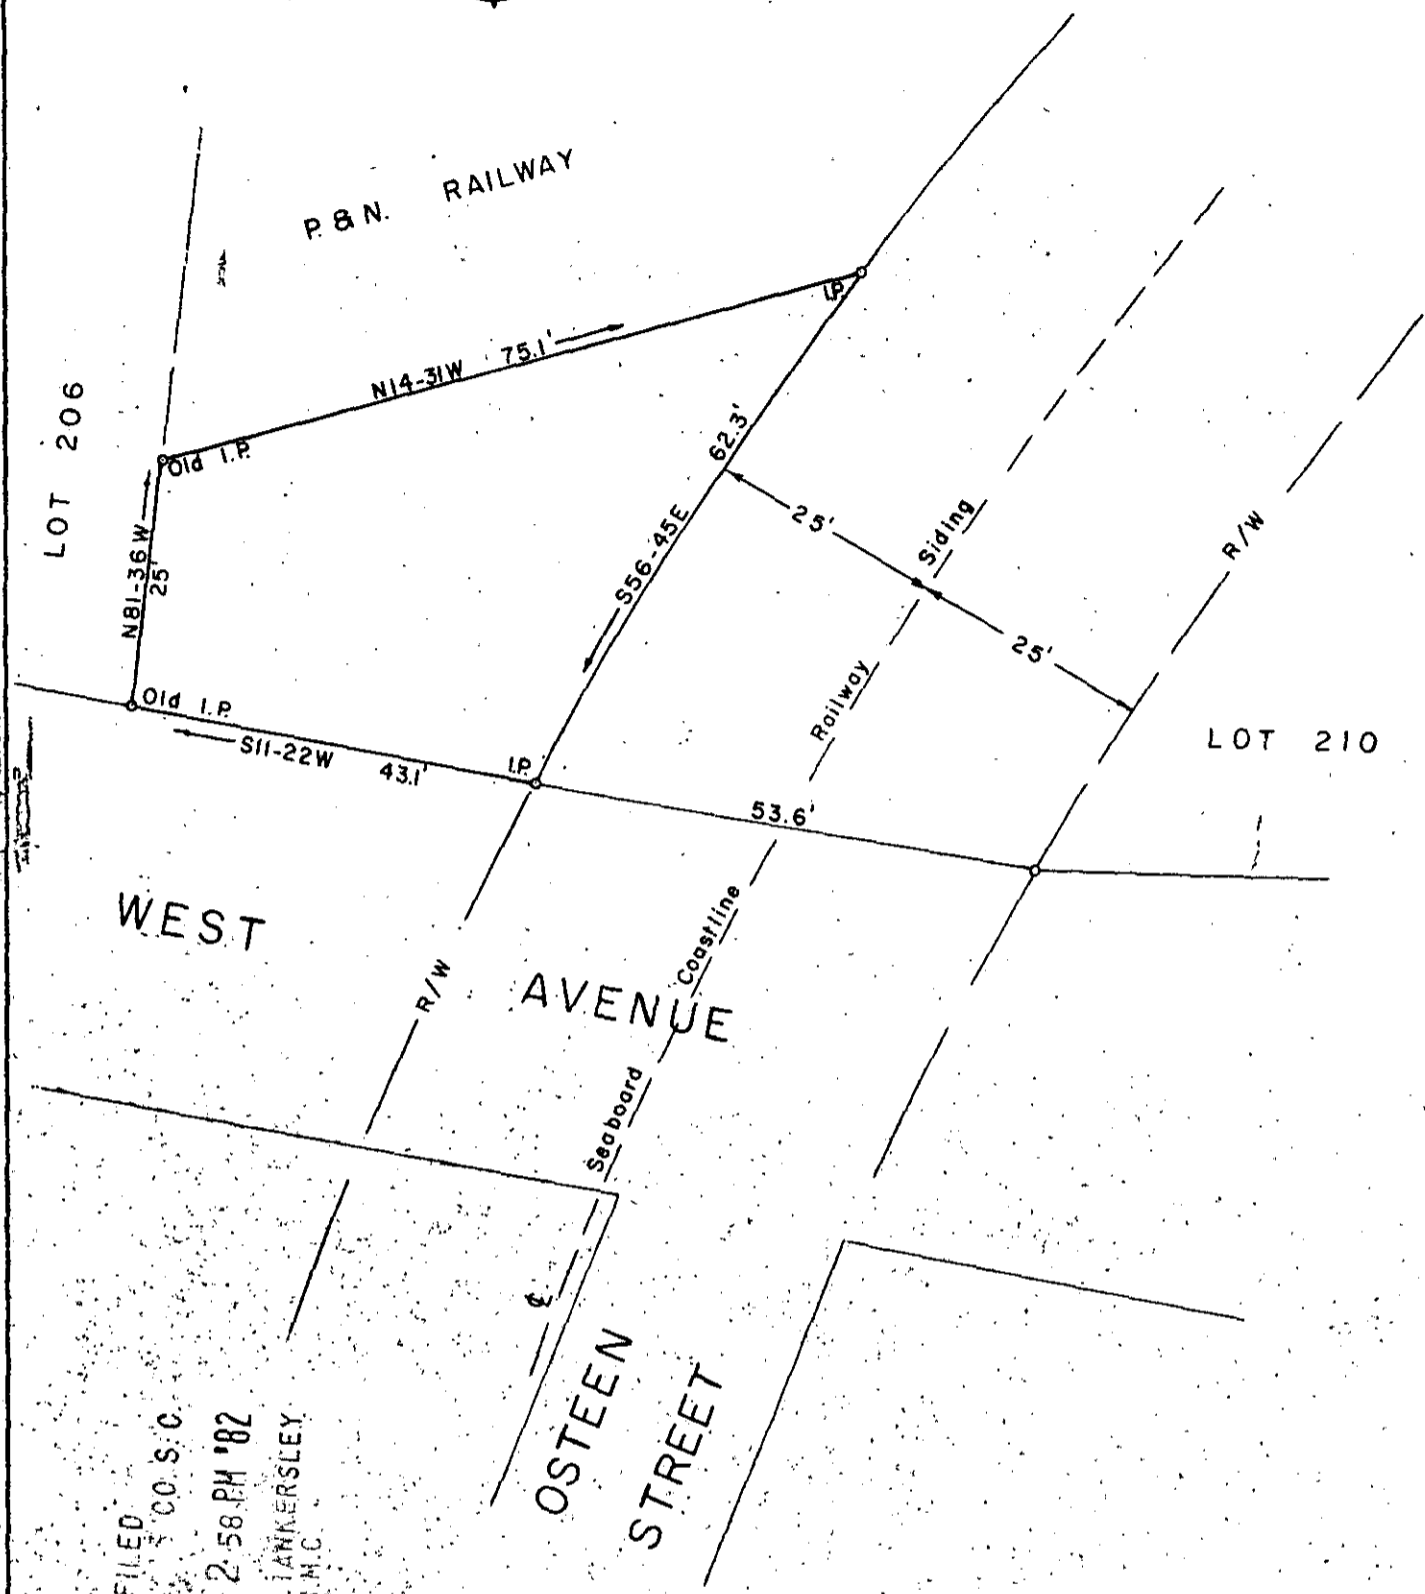 P. & N. RAILWAY
I.P.
N14-31W 75.1'
LOT 206
Old I.P.
62.3'
25'
Siding
R/W
N81-36W
25'
S56-45E
25'
Railway
Old I.P.
S11-22W 43.1'
I.P.
LOT 210
53.6'
WEST AVENUE
Coastline
R/W
Seaboard
℄
OSTEEN
STREET
FILED
CO. S. C.
2 58 PM '82
TANKERSLEY
M.C.